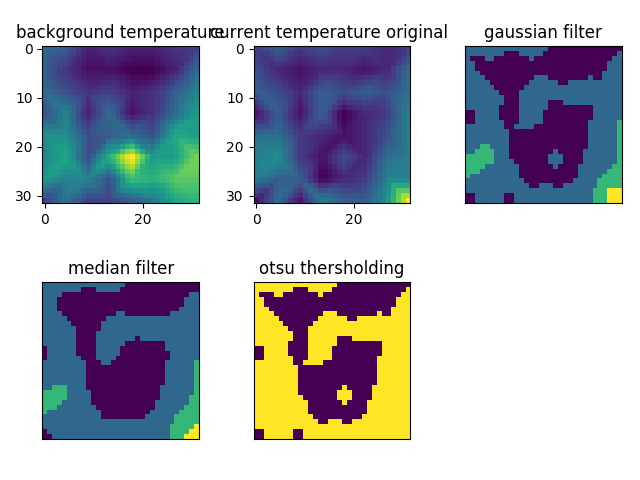 background temperature
current temperature original
gaussian filter
0
10
20
30
0
20
0
10
20
30
0
20
median filter
otsu thersholding